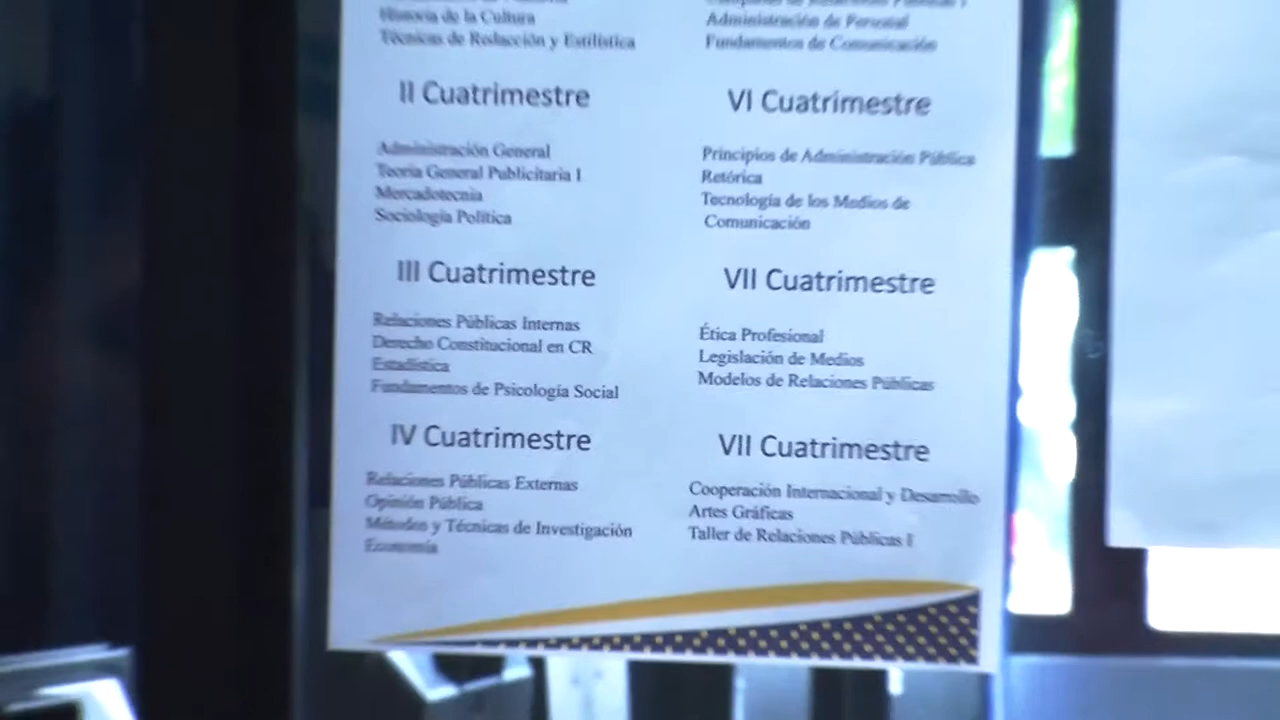 Historia de la Cultura
Técnicas de Redacción y Estilística
II Cuatrimestre
Administración General
Teoría General Publicitaria I
Mercadotecnia
Sociología Política
III Cuatrimestre
Relaciones Públicas Internas
Derecho Constitucional en CR
Estadística
Fundamentos de Psicología Social
IV Cuatrimestre
Relaciones Públicas Externas
Opinión Pública
Métodos y Técnicas de Investigación
Economía
Administración de Personal
Fundamentos de Comunicación
VI Cuatrimestre
Principios de Administración Pública
Retórica
Tecnología de los Medios de
Comunicación
VII Cuatrimestre
Ética Profesional
Legislación de Medios
Modelos de Relaciones Públicas
VII Cuatrimestre
Cooperación Internacional y Desarrollo
Artes Gráficas
Taller de Relaciones Públicas I